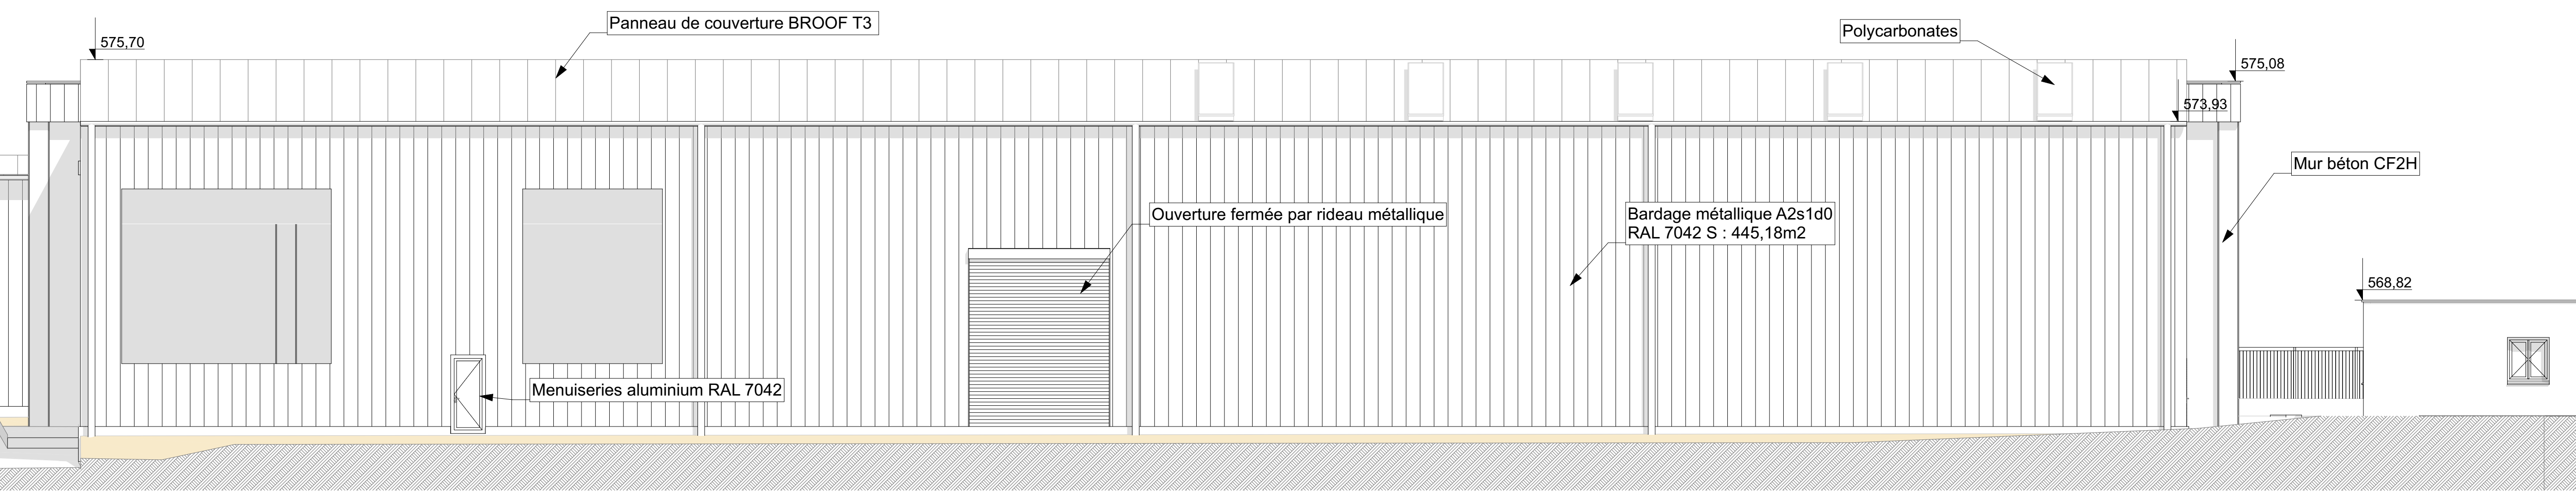 Panneau de couverture BROOF T3
Polycarbonates
575,70
575,08
573,93
Mur béton CF2H
Ouverture fermée par rideau métallique
Bardage métallique A2s1d0
RAL 7042 S : 445,18m2
568,82
Menuiseries aluminium RAL 7042